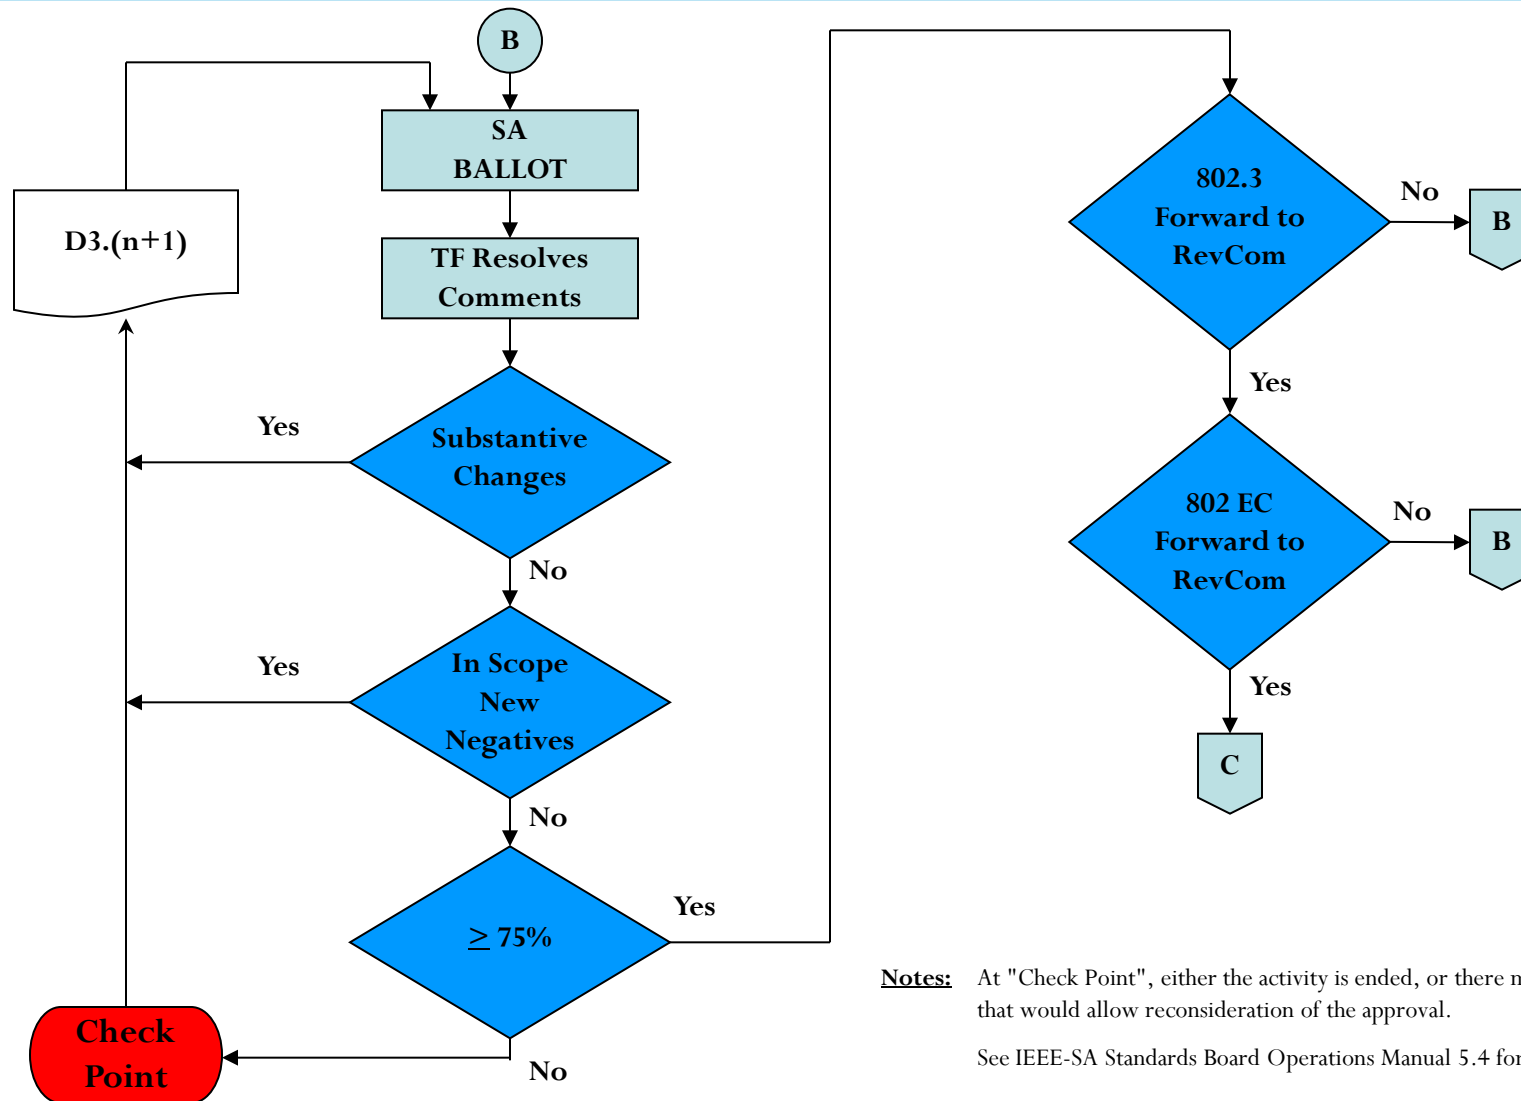 B
SA
BALLOT
D3.(n+1)
TF Resolves
Comments
Yes
Substantive
Changes
No
Yes
In Scope
New
Negatives
No
≥ 75%
Yes
Check
Point
No
802.3
Forward to
RevCom
No
B
Yes
802 EC
Forward to
RevCom
No
B
Yes
C
Notes: At "Check Point", either the activity is ended, or there
that would allow reconsideration of the approval.
See IEEE-SA Standards Board Operations Manual 5.4 for